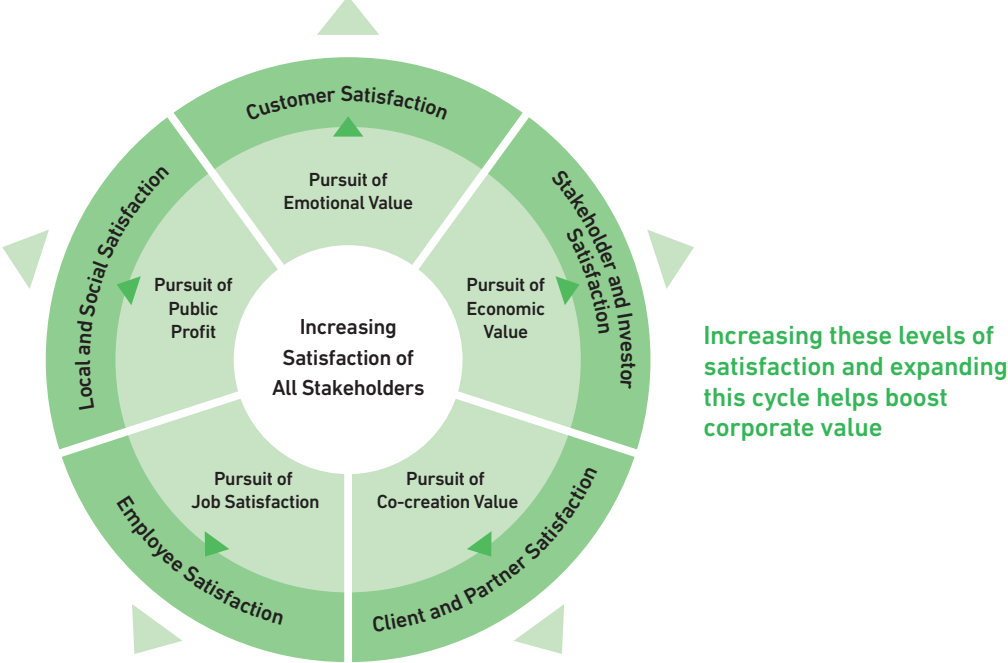 Customer Satisfaction
Pursuit of
Emotional Value
Stakeholder and Investor
Satisfaction
Pursuit of
Economic
Value
Client and Partner Satisfaction
Pursuit of
Co-creation Value
Employee Satisfaction
Pursuit of
Job Satisfaction
Local and Social Satisfaction
Pursuit of
Public
Profit
Increasing
Satisfaction of
All Stakeholders
Increasing these levels of
satisfaction and expanding
this cycle helps boost
corporate value